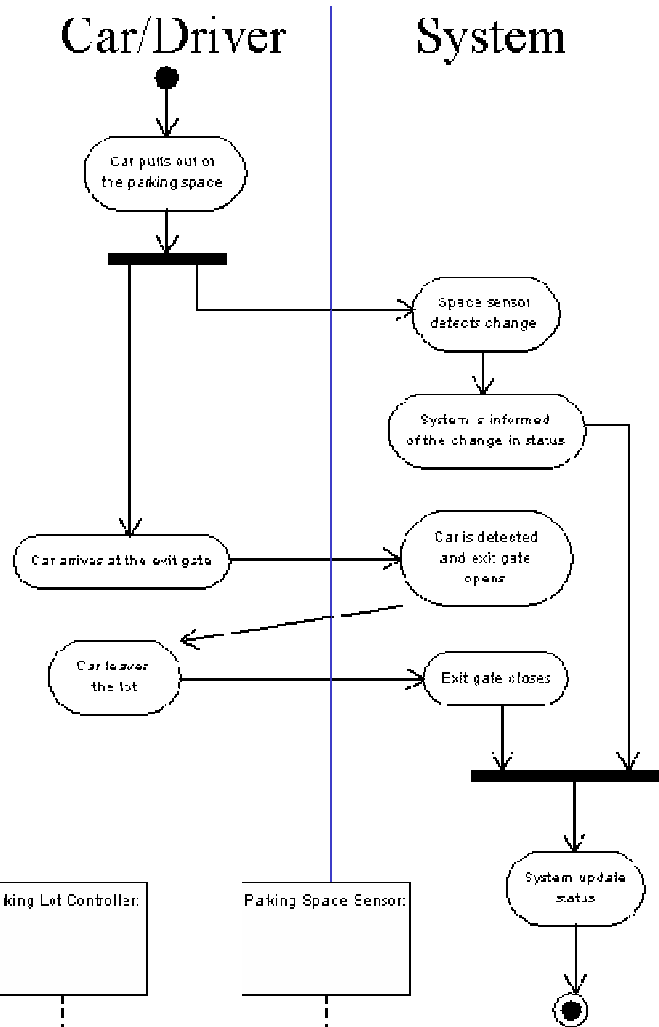 Car/Driver
System
Car pulls out of
the parking space
Space sensor
detects change
System is informed
of the change in status
Car arrives at the exit gate
Car is detected
and exit gate
opens
Car leaves
the lot
Exit gate closes
System update
status
king Lot Controller:
Parking Space Sensor: